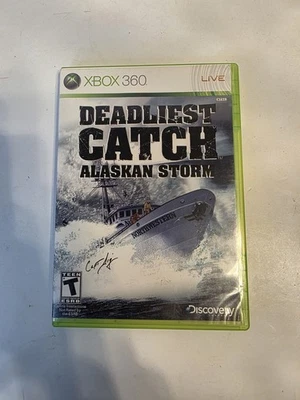 XBOX 360
LIVE
DEADLIEST
CATCH
ALASKAN STORM
NORTHWESTERN
TEEN
T
ESRB
Discovery